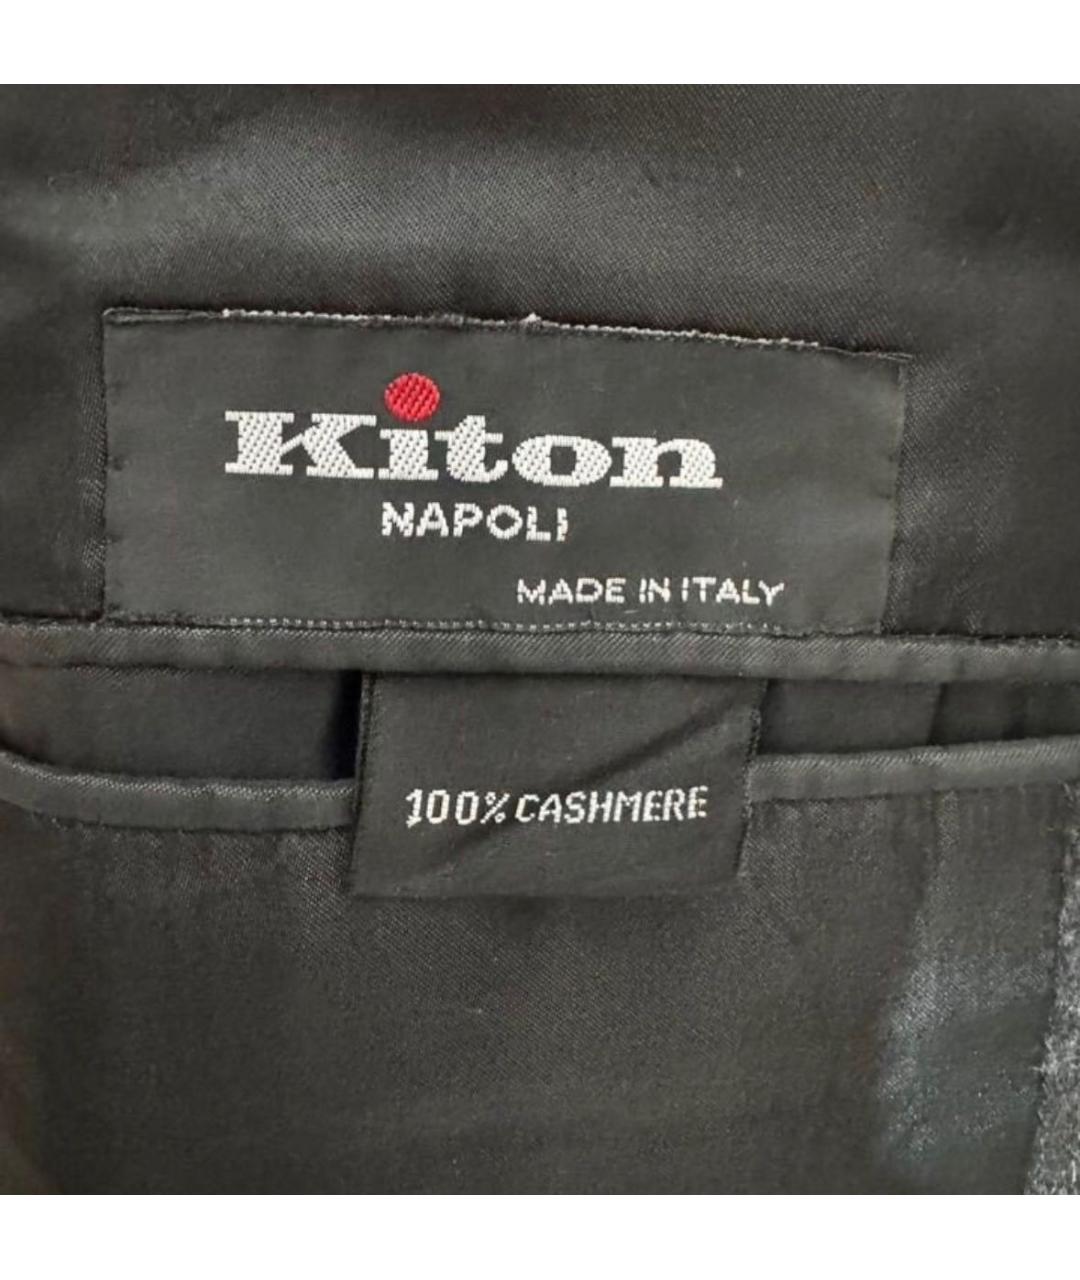 Kiton
NAPOLI
MADE IN ITALY
100% CASHMERE